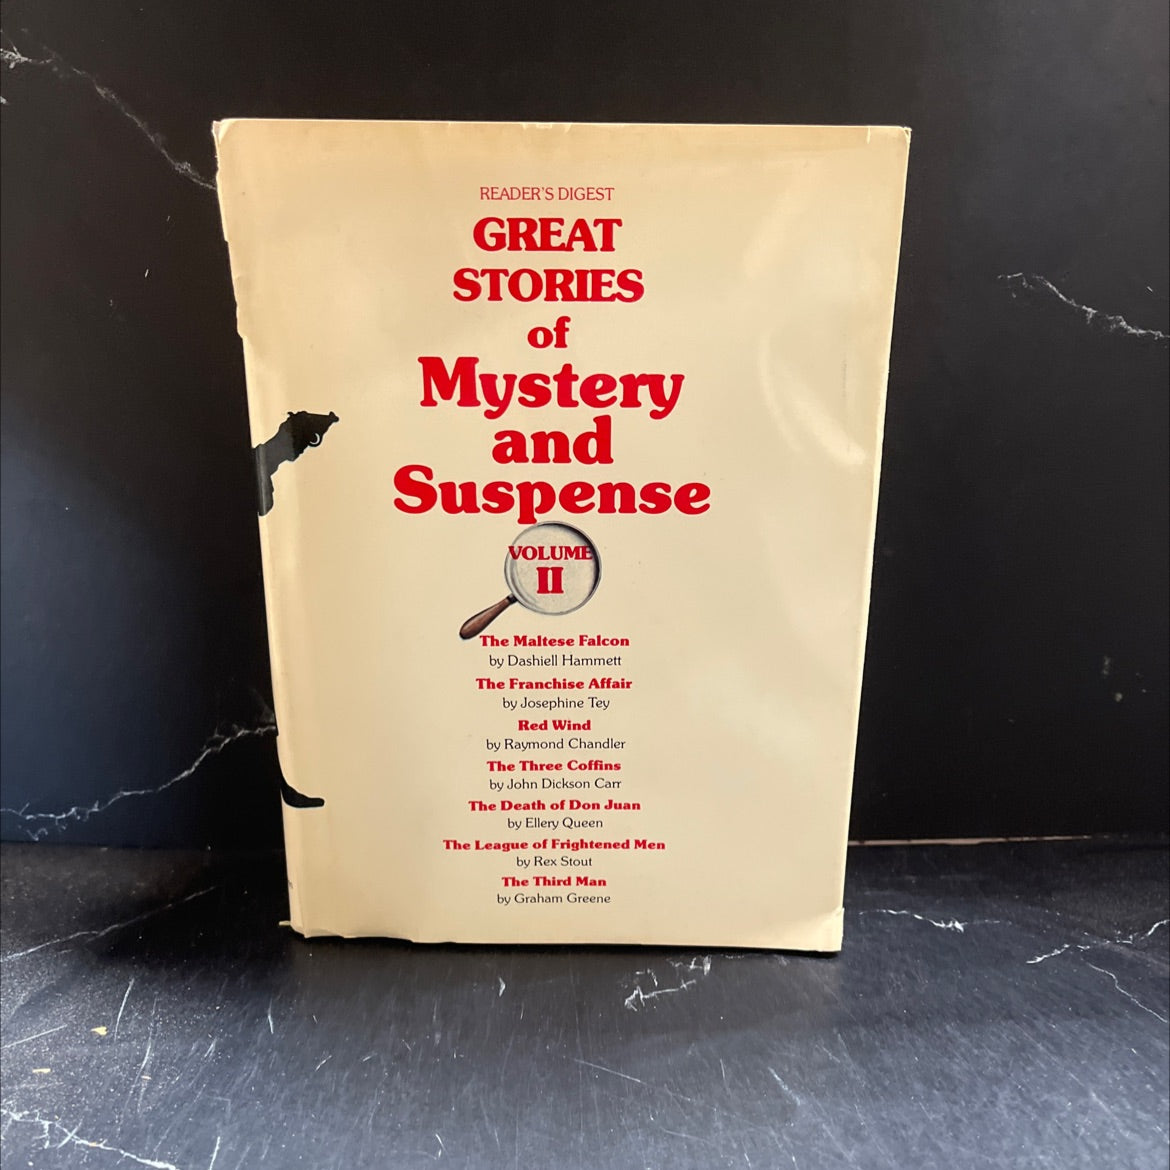 READER'S DIGEST
GREAT
STORIES
of
Mystery
and
Suspense
VOLUME
II
The Maltese Falcon
by Dashiell Hammett
The Franchise Affair
by Josephine Tey
Red Wind
by Raymond Chandler
The Three Coffins
by John Dickson Carr
The Death of Don Juan
by Ellery Queen
The League of Frightened Men
by Rex Stout
The Third Man
by Graham Greene